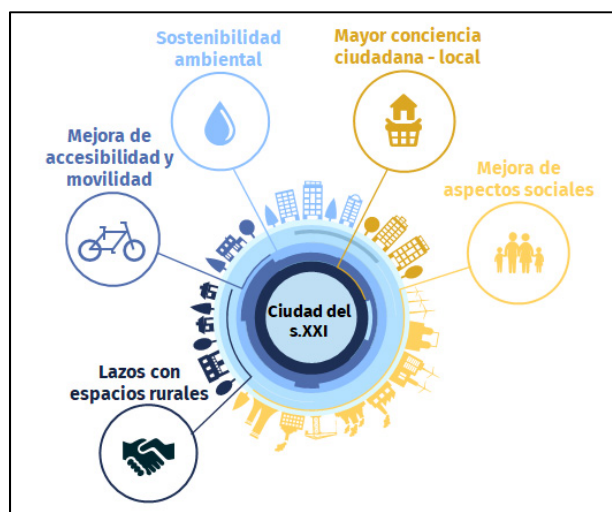 Sostenibilidad
ambiental
Mayor conciencia
ciudadana - local
Mejora de
accesibilidad y
movilidad
Mejora de
aspectos sociales
Ciudad del
s.XXI
Lazos con
espacios rurales